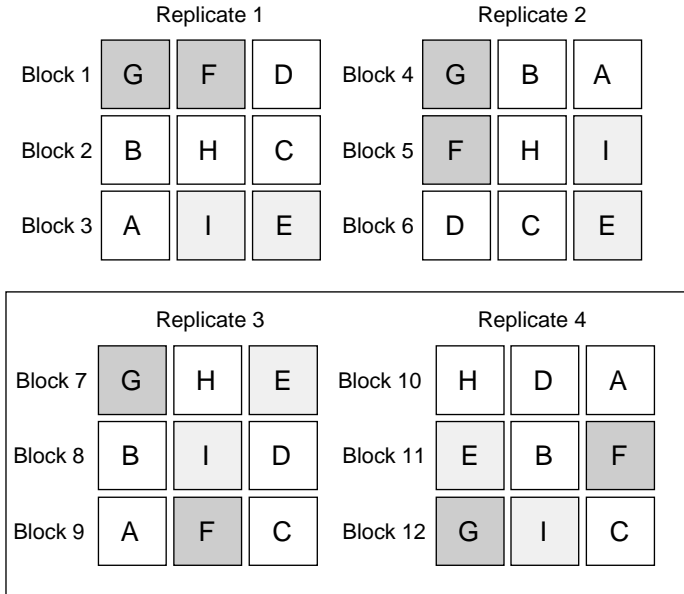 Replicate 1 Replicate 2
Block 1 G F D Block 4 G B A
Block 2 B H C Block 5 F H I
Block 3 A I E Block 6 D C E
Replicate 3 Replicate 4
Block 7 G H E Block 10 H D A
Block 8 B I D Block 11 E B F
Block 9 A F C Block 12 G I C